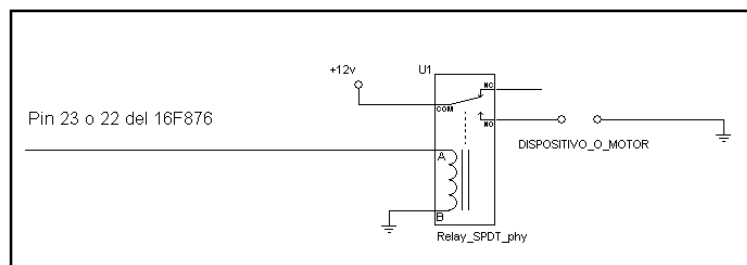 +12v
U1
NC
COM
Pin 23 o 22 del 16F876
NO
DISPOSITIVO_O_MOTOR
A
B
Relay_SPDT_phy